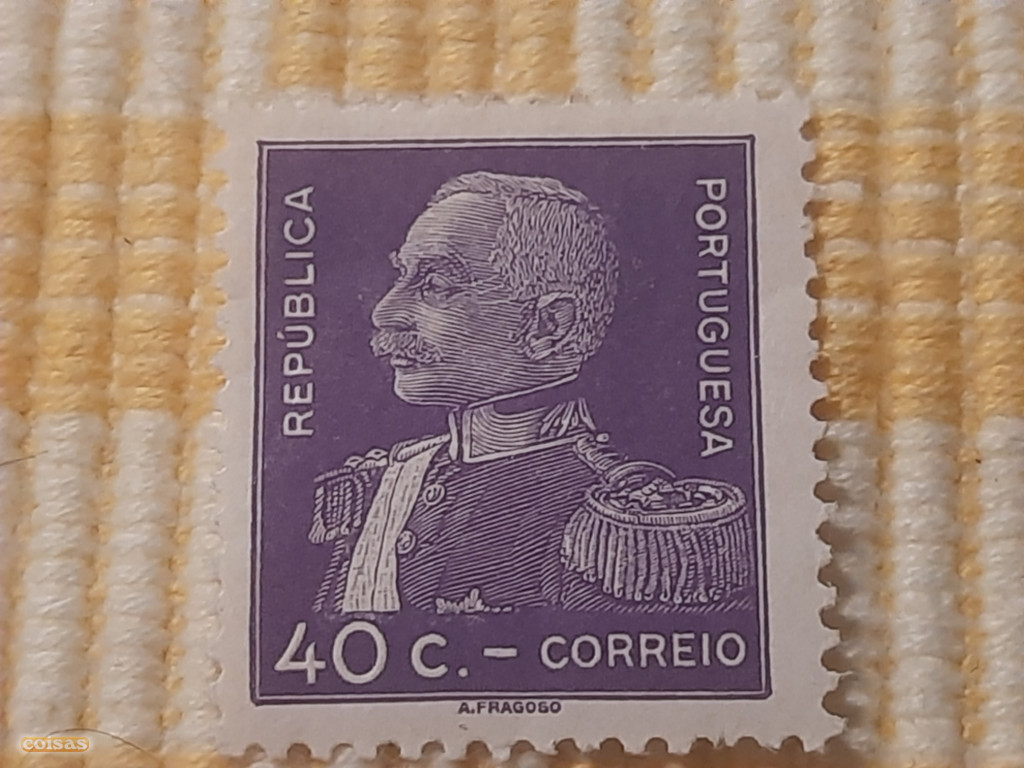 REPÚBLICA
PORTUGUESA
40 C. - CORREIO
A. FRAGOSO
coisas